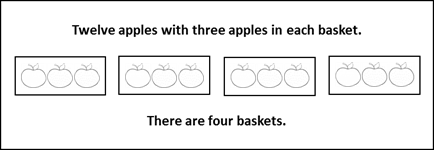 Twelve apples with three apples in each basket.
There are four baskets.